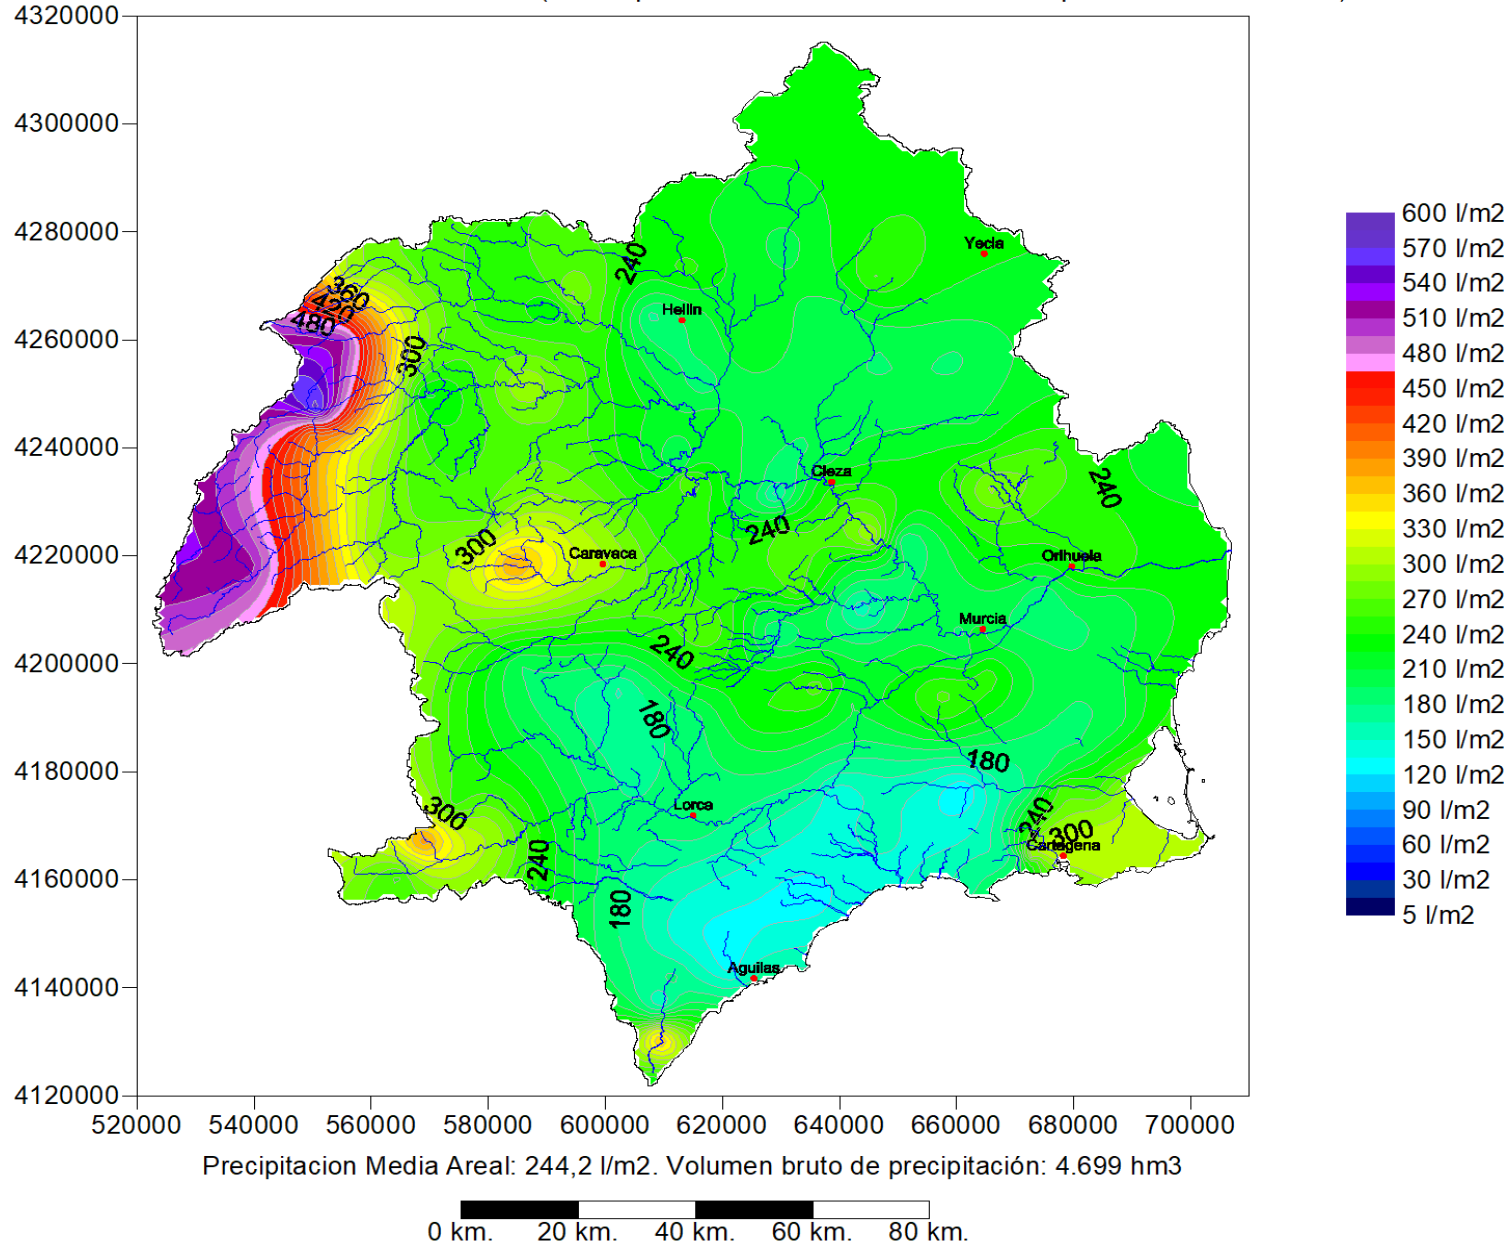 4320000
4300000
4280000
4260000
4240000
4220000
4200000
4180000
4160000
4140000
4120000
520000 540000 560000 580000 600000 620000 640000 660000 680000 700000
240
Yecla
360
420
480
Hellin
300
Cieza
240
240
300
Caravaca
Orihuela
Murcia
240
180
180
300
Lorca
240
300
Cartagena
240
180
Aguilas
600 l/m2
570 l/m2
540 l/m2
510 l/m2
480 l/m2
450 l/m2
420 l/m2
390 l/m2
360 l/m2
330 l/m2
300 l/m2
270 l/m2
240 l/m2
210 l/m2
180 l/m2
150 l/m2
120 l/m2
90 l/m2
60 l/m2
30 l/m2
5 l/m2
Precipitacion Media Areal: 244,2 l/m2. Volumen bruto de precipitación: 4.699 hm3
0 km. 20 km. 40 km. 60 km. 80 km.